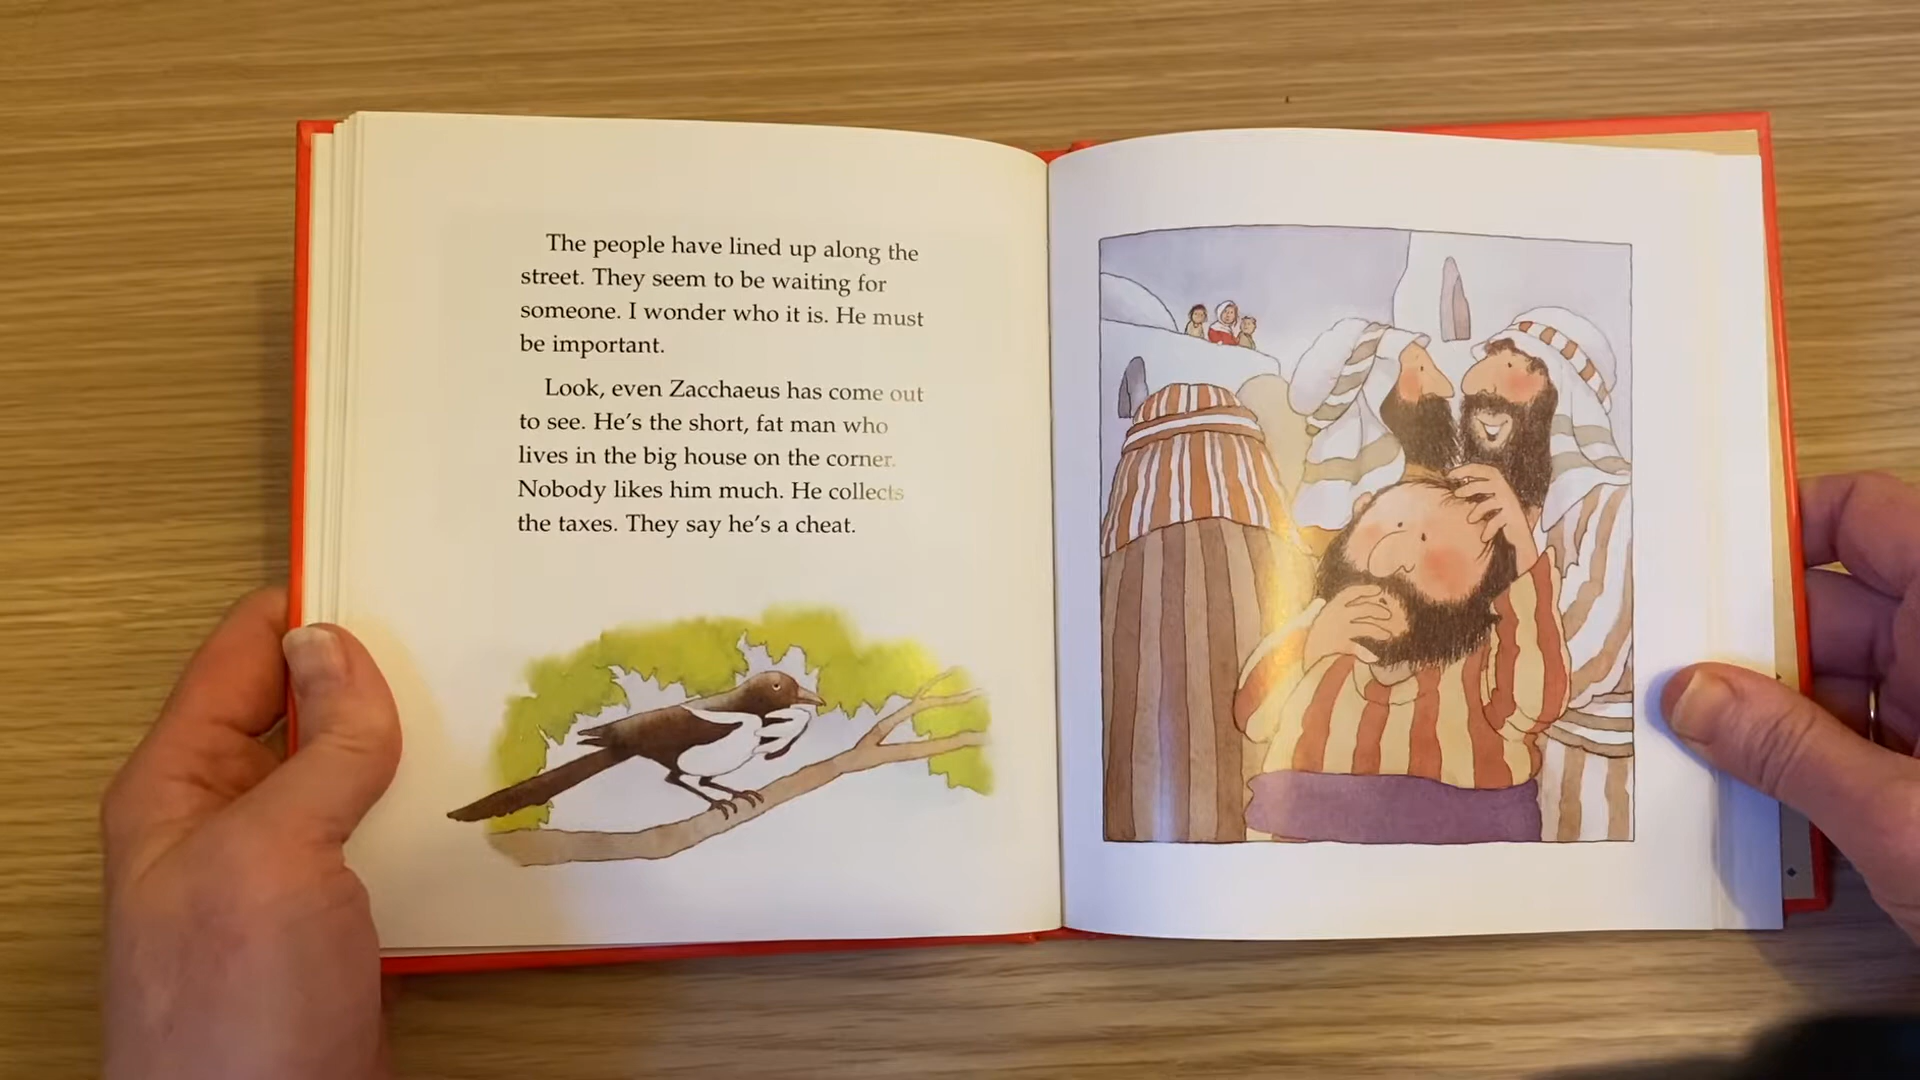 The people have lined up along the
street. They seem to be waiting for
someone. I wonder who it is. He must
be important.
Look, even Zacchaeus has come out
to see. He’s the short, fat man who
lives in the big house on the corner.
Nobody likes him much. He collects
the taxes. They say he’s a cheat.